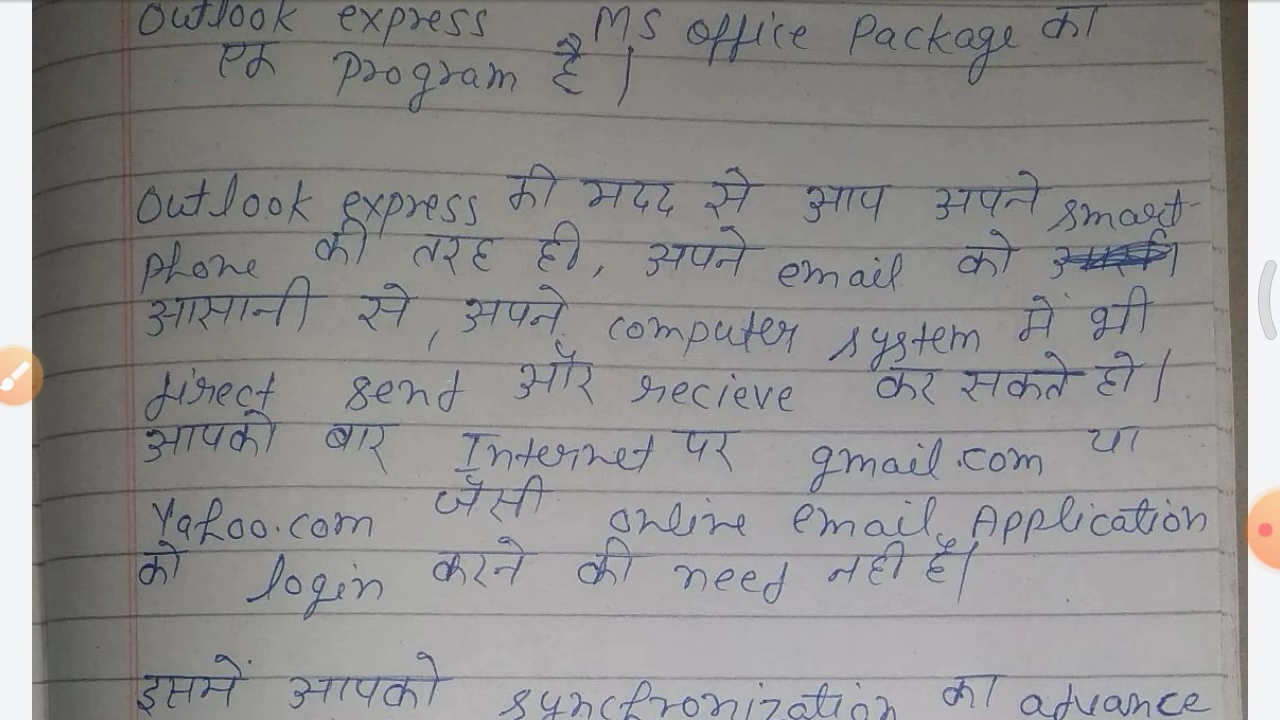 outlook express MS office Package का
एक program है।
outlook express की मदद से आप अपने smart-
phone की तरह ही, अपने email को
आसानी से, अपने computer system में भी
direct send और recieve कर सकते हो।
आपको बार Internet पर gmail.com या
Yahoo.com जैसी online email Application
को login करने की need नही है।
इसमें आपको synchronization का advance